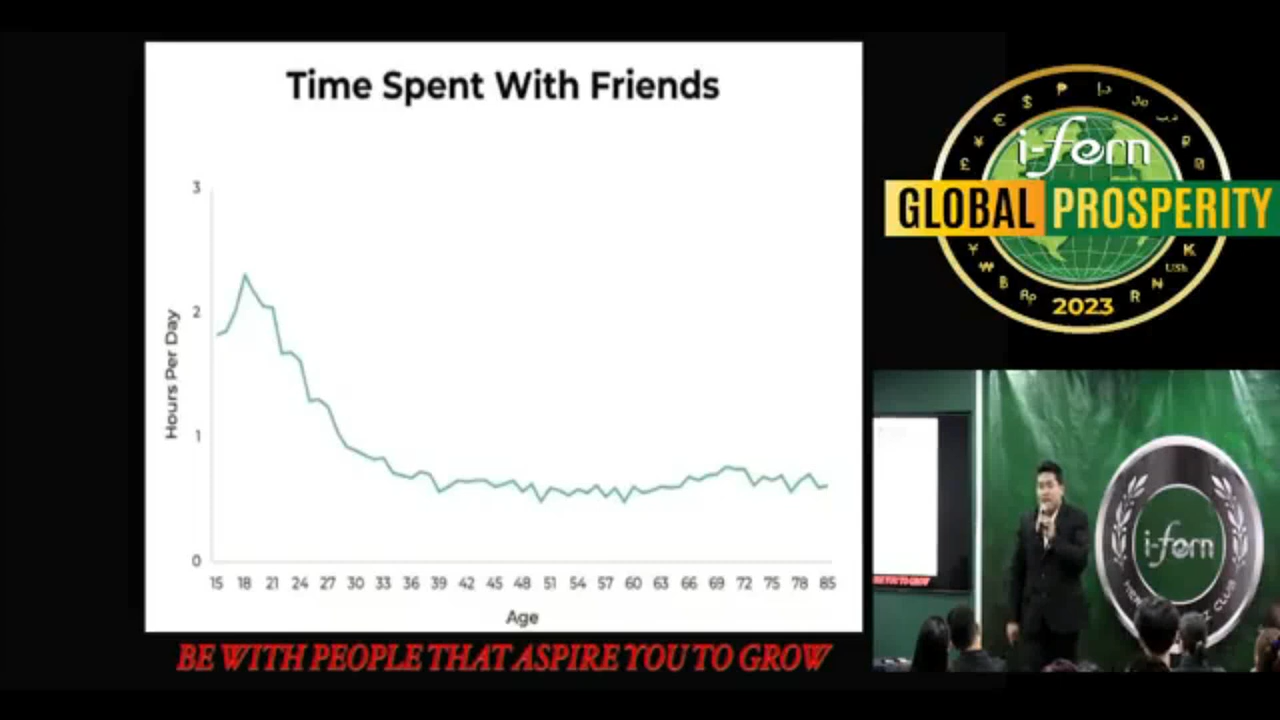 Time Spent With Friends
3
2
1
0
Hours Per Day
15 18 21 24 27 30 33 36 39 42 45 48 51 54 57 60 63 66 69 72 75 78 85
Age
BE WITH PEOPLE THAT ASPIRE YOU TO GROW
i-fern
GLOBAL PROSPERITY
2023
i-fern
CLUB